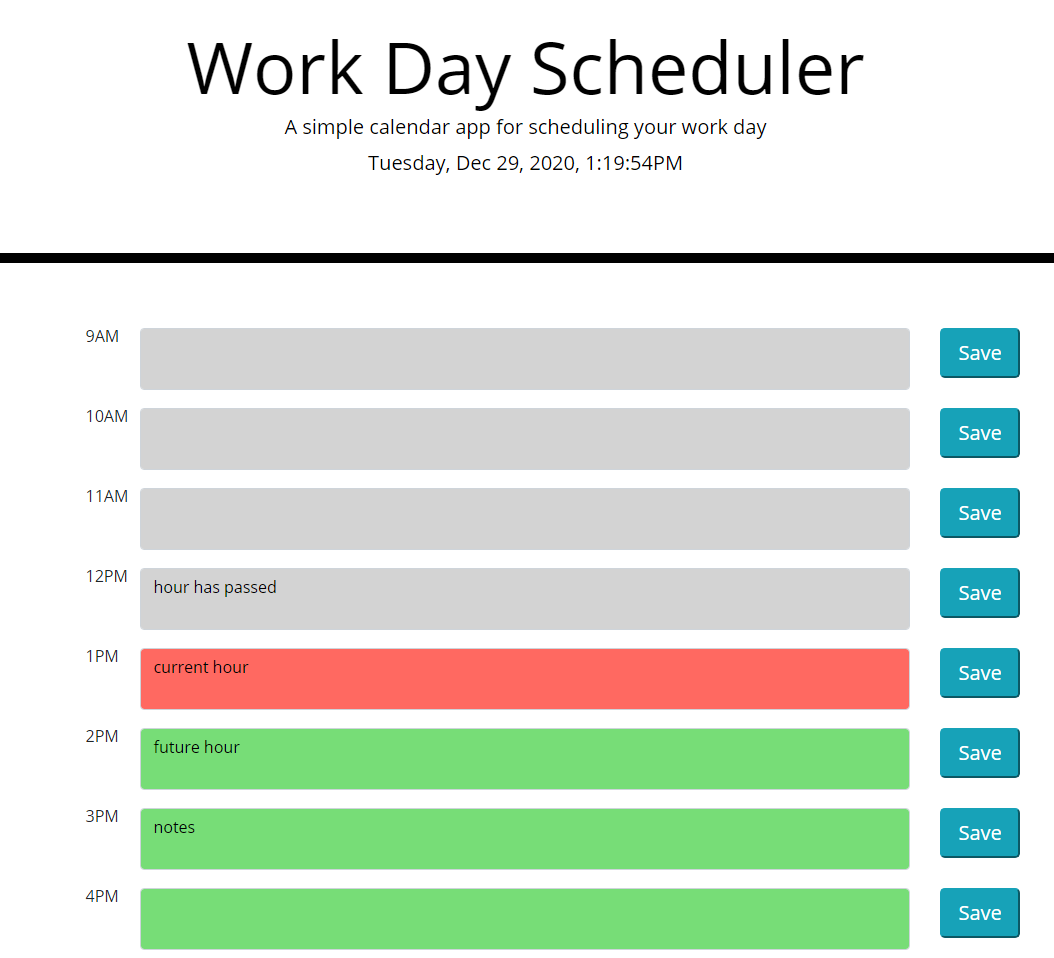 Work Day Scheduler
A simple calendar app for scheduling your work day
Tuesday, Dec 29, 2020, 1:19:54PM
9AM Save
10AM Save
11AM Save
12PM hour has passed Save
1PM current hour Save
2PM future hour Save
3PM notes Save
4PM Save